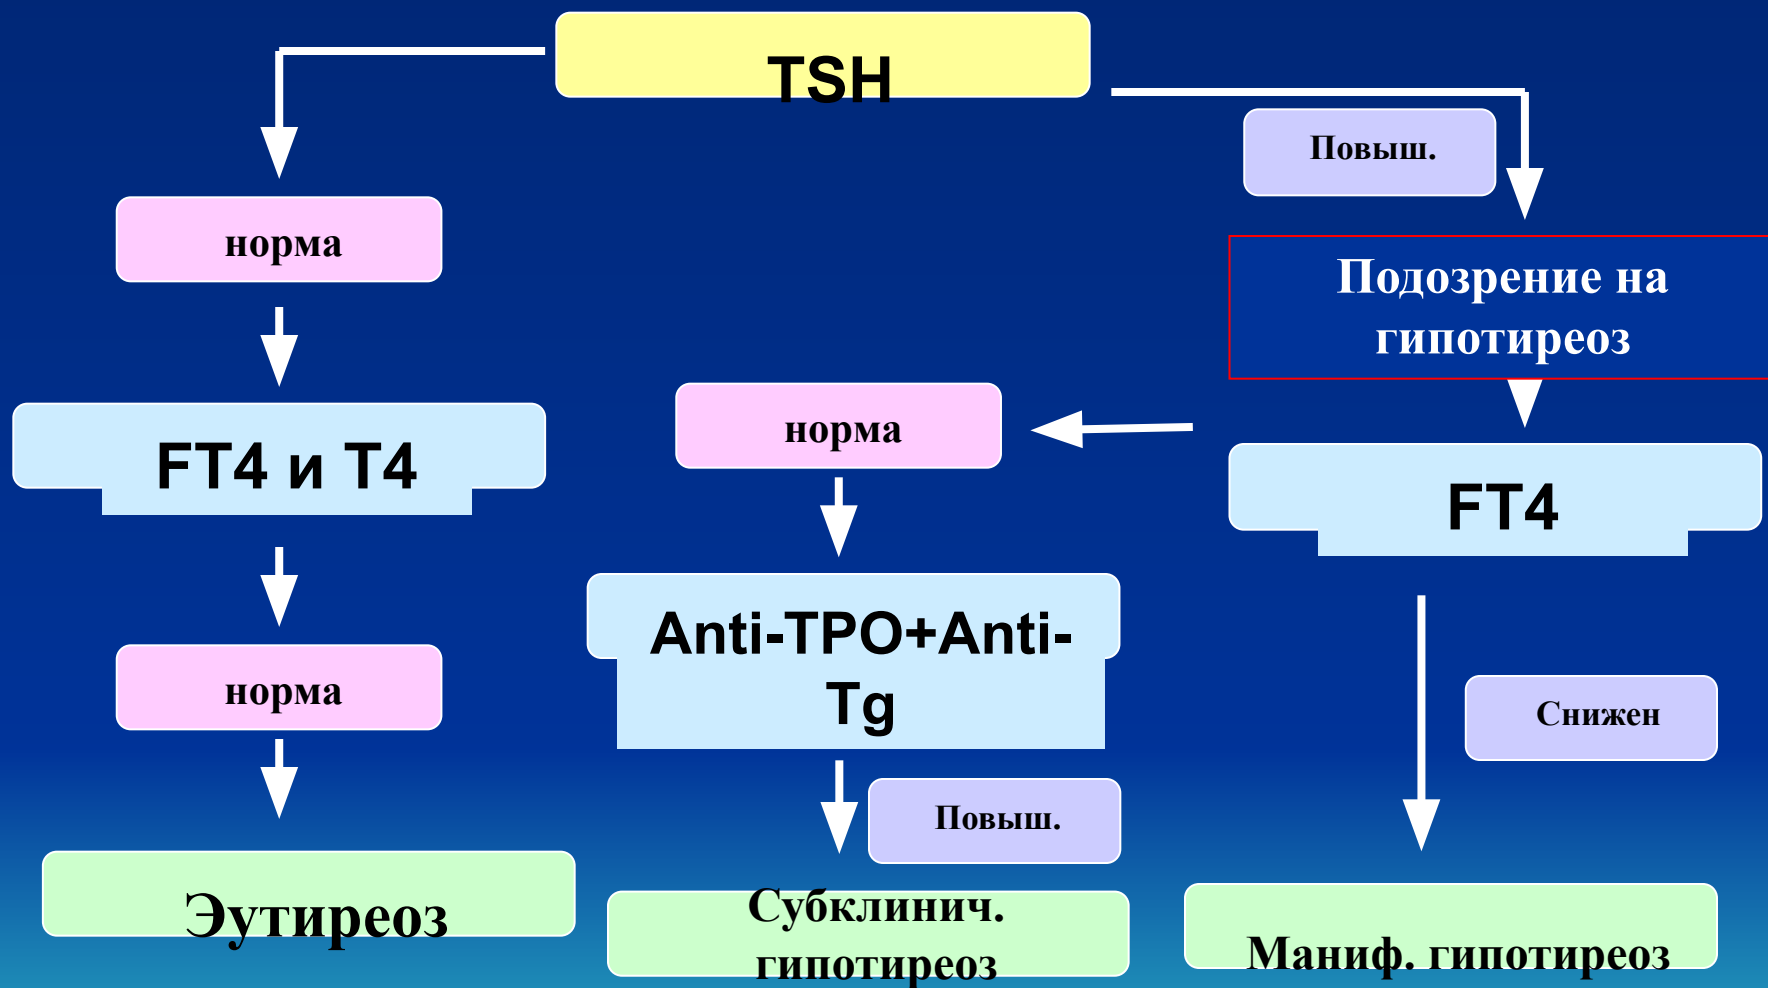 TSH
Повыш.
норма
Подозрение на
гипотиреоз
норма
FT4 и T4
FT4
Anti-TPO+Anti-
Tg
норма
Снижен
Повыш.
Эутиреоз
Субклинич.
гипотиреоз
Маниф. гипотиреоз